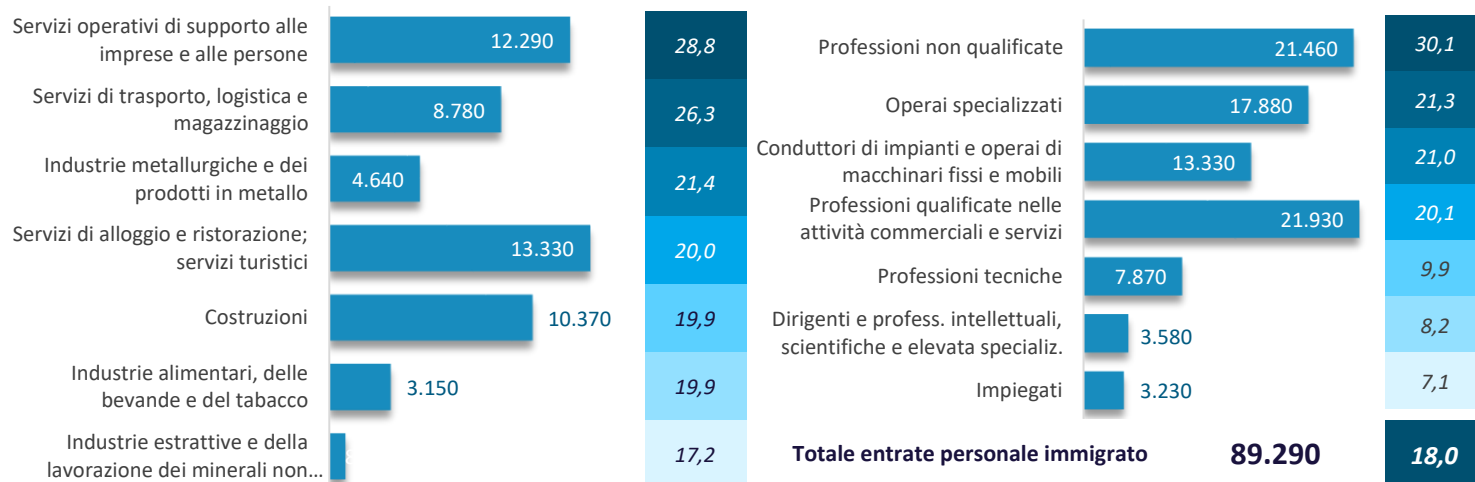 Servizi operativi di supporto alle
imprese e alle persone
12.290
28,8
Servizi di trasporto, logistica e
magazzinaggio
8.780
26,3
Industrie metallurgiche e dei
prodotti in metallo
4.640
21,4
Servizi di alloggio e ristorazione;
servizi turistici
13.330
20,0
Costruzioni
10.370
19,9
Industrie alimentari, delle
bevande e del tabacco
3.150
19,9
Industrie estrattive e della
lavorazione dei minerali non...
17,2
Professioni non qualificate
21.460
30,1
Operai specializzati
17.880
21,3
Conduttori di impianti e operai di
macchinari fissi e mobili
13.330
21,0
Professioni qualificate nelle
attività commerciali e servizi
21.930
20,1
Professioni tecniche
7.870
9,9
Dirigenti e profess. intellettuali,
scientifiche e elevata specializ.
3.580
8,2
Impiegati
3.230
7,1
Totale entrate personale immigrato 89.290 18,0